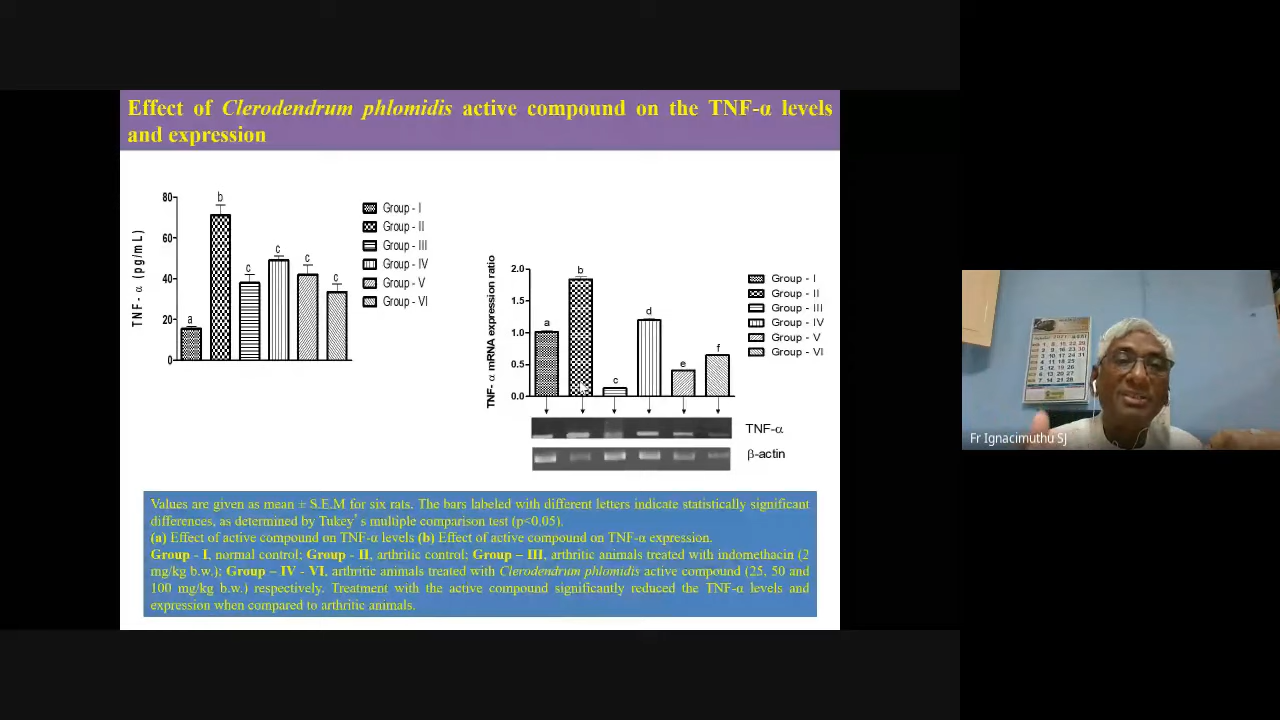 Effect of Clerodendrum phlomidis active compound on the TNF-α levels
and expression
80
60
40
20
0
TNF- α (pg/mL)
a
b
c
c
c
c
Group - I
Group - II
Group - III
Group - IV
Group - V
Group - VI
TNF- α mRNA expression ratio
2.0
1.5
1.0
0.5
0.0
a
b
c
d
e
f
Group - I
Group - II
Group - III
Group - IV
Group - V
Group - VI
TNF-α
β-actin
Values are given as mean ± S.E.M for six rats. The bars labeled with different letters indicate statistically significant
differences, as determined by Tukey's multiple comparison test (p<0.05).
(a) Effect of active compound on TNF-α levels (b) Effect of active compound on TNF-α expression.
Group - I, normal control; Group - II, arthritic control; Group – III, arthritic animals treated with indomethacin (2
mg/kg b.w.); Group – IV - VI, arthritic animals treated with Clerodendrum phlomidis active compound (25, 50 and
100 mg/kg b.w.) respectively. Treatment with the active compound significantly reduced the TNF-α levels and
expression when compared to arthritic animals.
Fr Ignacimuthu SJ